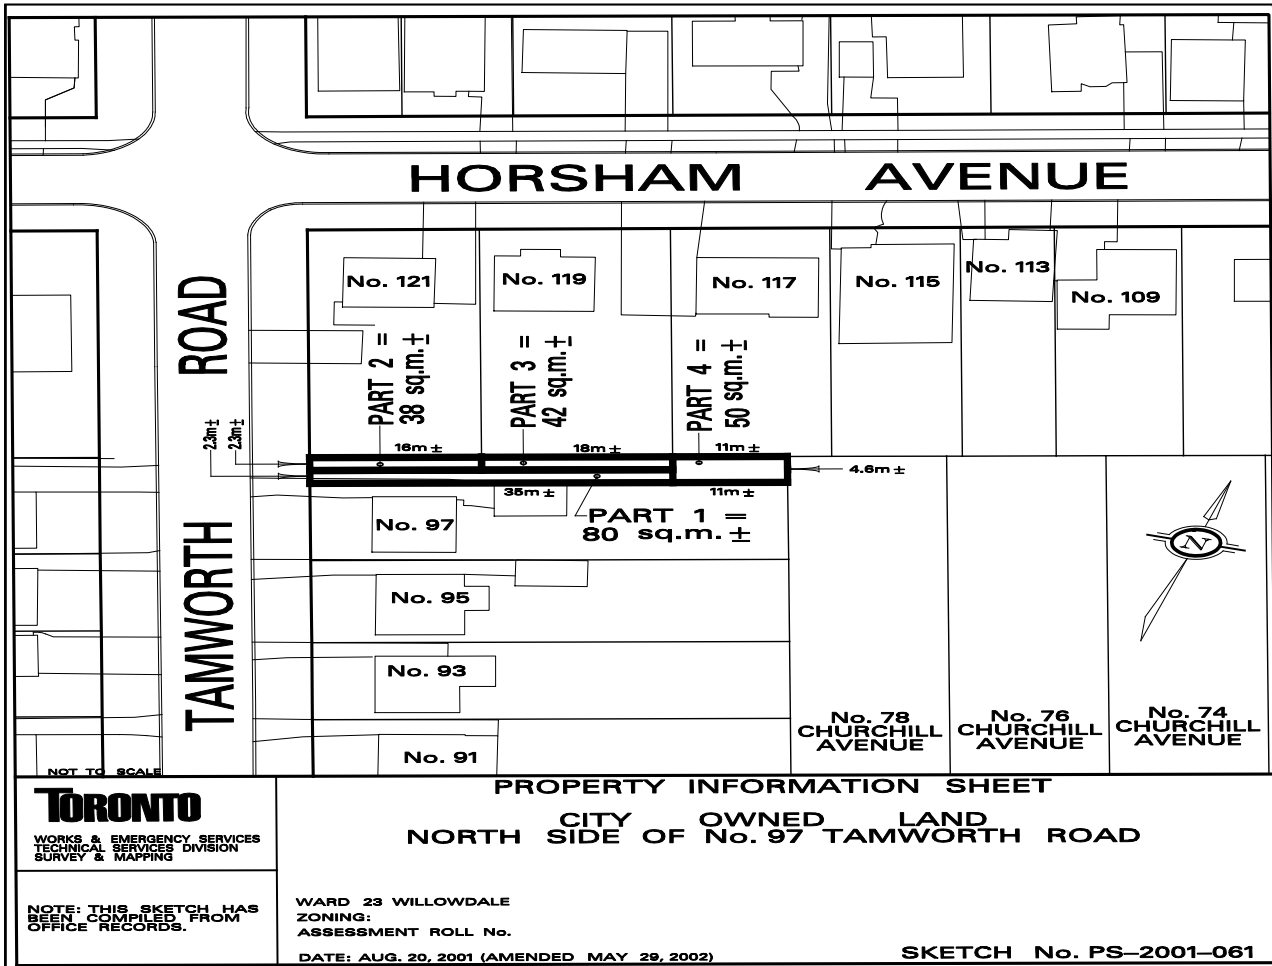 HORSHAM AVENUE
TAMWORTH ROAD
No. 121
No. 119
No. 117
No. 115
No. 113
No. 109
PART 2 =
38 sq.m.±
PART 3 =
42 sq.m.±
PART 4 =
50 sq.m.±
2.3m±
2.3m±
16m±
18m±
11m±
4.6m±
35m±
11m±
PART 1 =
80 sq.m.±
No. 97
No. 95
No. 93
No. 91
N
No. 78
CHURCHILL
AVENUE
No. 76
CHURCHILL
AVENUE
No. 74
CHURCHILL
AVENUE
NOT TO SCALE
TORONTO
WORKS & EMERGENCY SERVICES
TECHNICAL SERVICES DIVISION
SURVEY & MAPPING
NOTE: THIS SKETCH HAS
BEEN COMPILED FROM
OFFICE RECORDS.
PROPERTY INFORMATION SHEET
CITY OWNED LAND
NORTH SIDE OF No. 97 TAMWORTH ROAD
WARD 23 WILLOWDALE
ZONING:
ASSESSMENT ROLL No.
DATE: AUG. 20, 2001 (AMENDED MAY 29, 2002)
SKETCH No. PS-2001-061